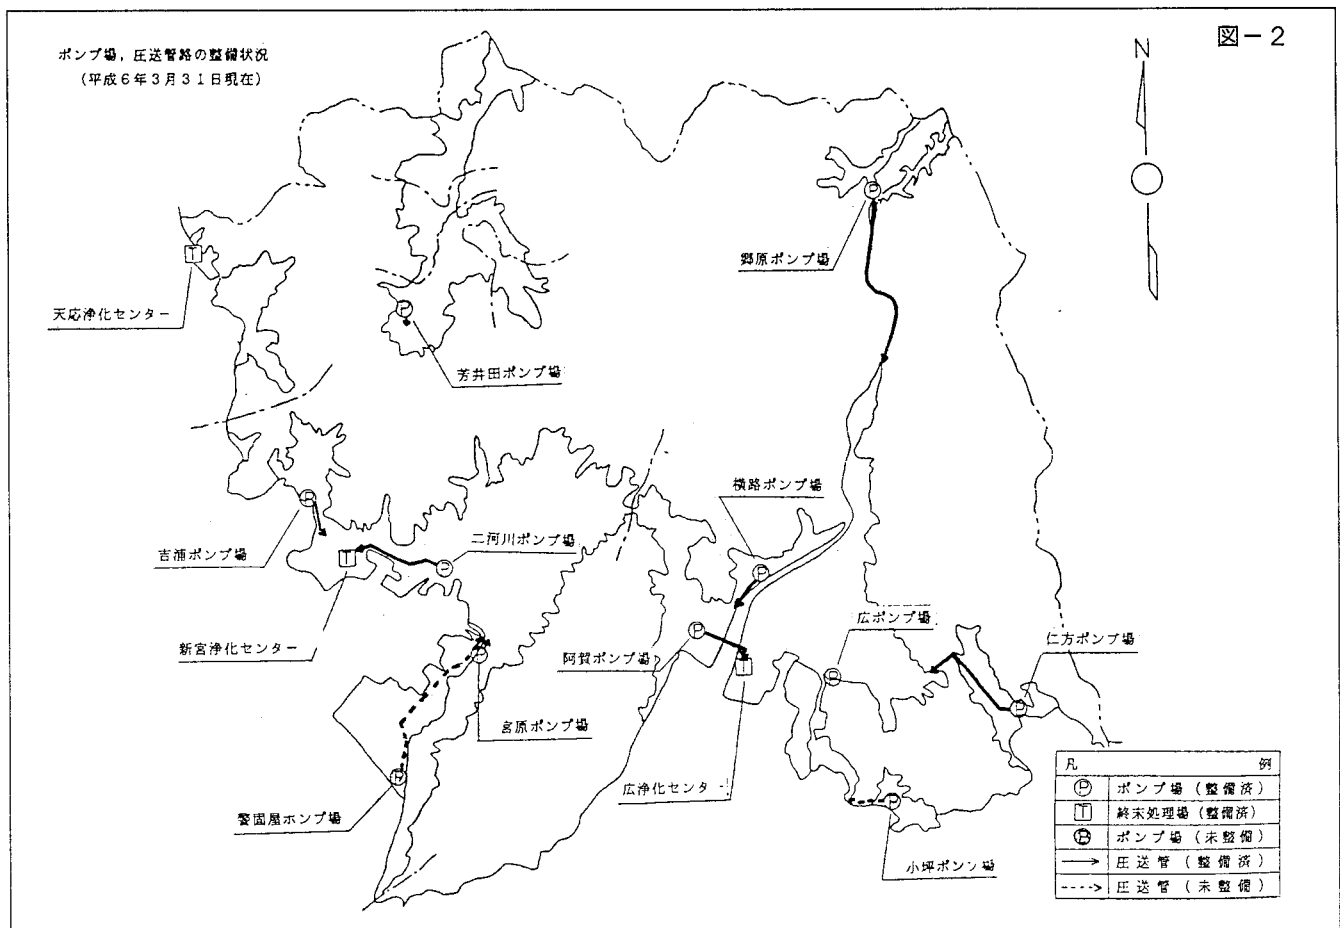 図－２
ポンプ場，圧送管路の整備状況
（平成６年３月３１日現在）
N
郷原ポンプ場
天応浄化センター
芳井田ポンプ場
横路ポンプ場
吉浦ポンプ場
二河川ポンプ場
新宮浄化センター
阿賀ポンプ場
広ポンプ場
仁方ポンプ場
宮原ポンプ場
広浄化センター
警固屋ポンプ場
小坪ポンプ場
凡例
Ⓟ ポンプ場（整備済）
T 終末処理場（整備済）
Ⓟ ポンプ場（未整備）
圧送管（整備済）
圧送管（未整備）